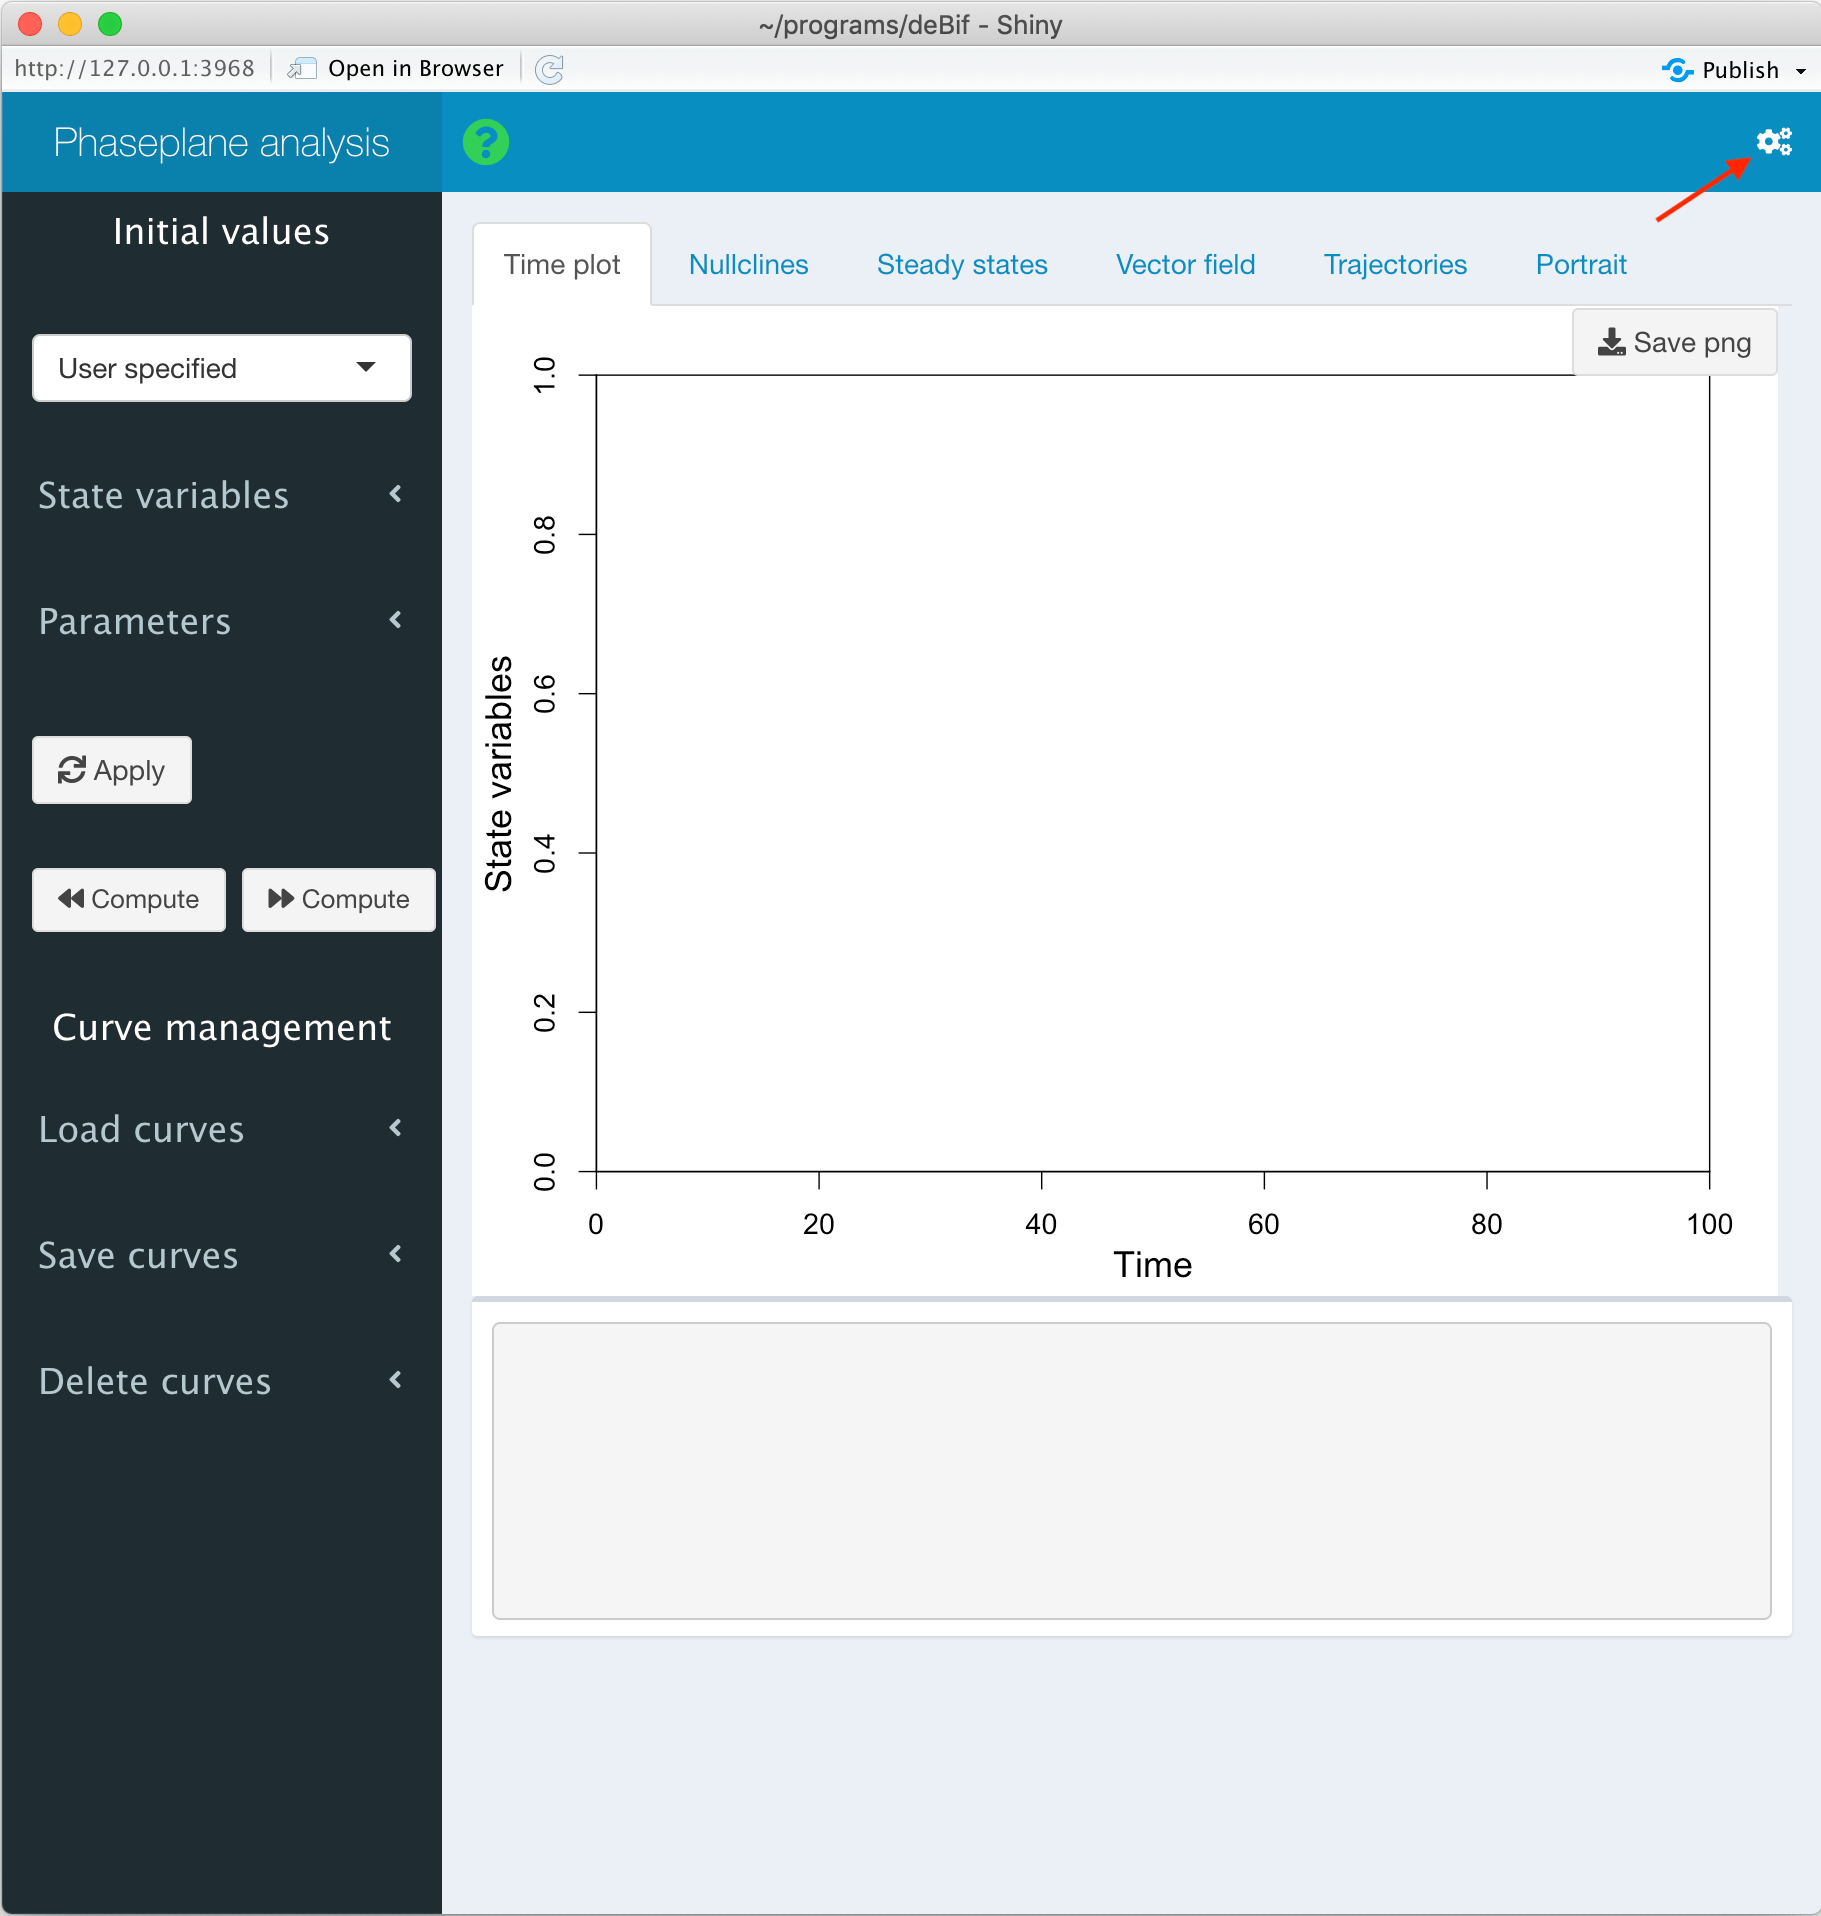 ~/programs/deBif - Shiny
http://127.0.0.1:3968 Open in Browser Publish
Phaseplane analysis
Initial values
User specified
State variables
Parameters
Apply
Compute Compute
Curve management
Load curves
Save curves
Delete curves
Time plot Nullclines Steady states Vector field Trajectories Portrait
Save png
1.0
0.8
0.6
0.4
0.2
0.0
State variables
0 20 40 60 80 100
Time